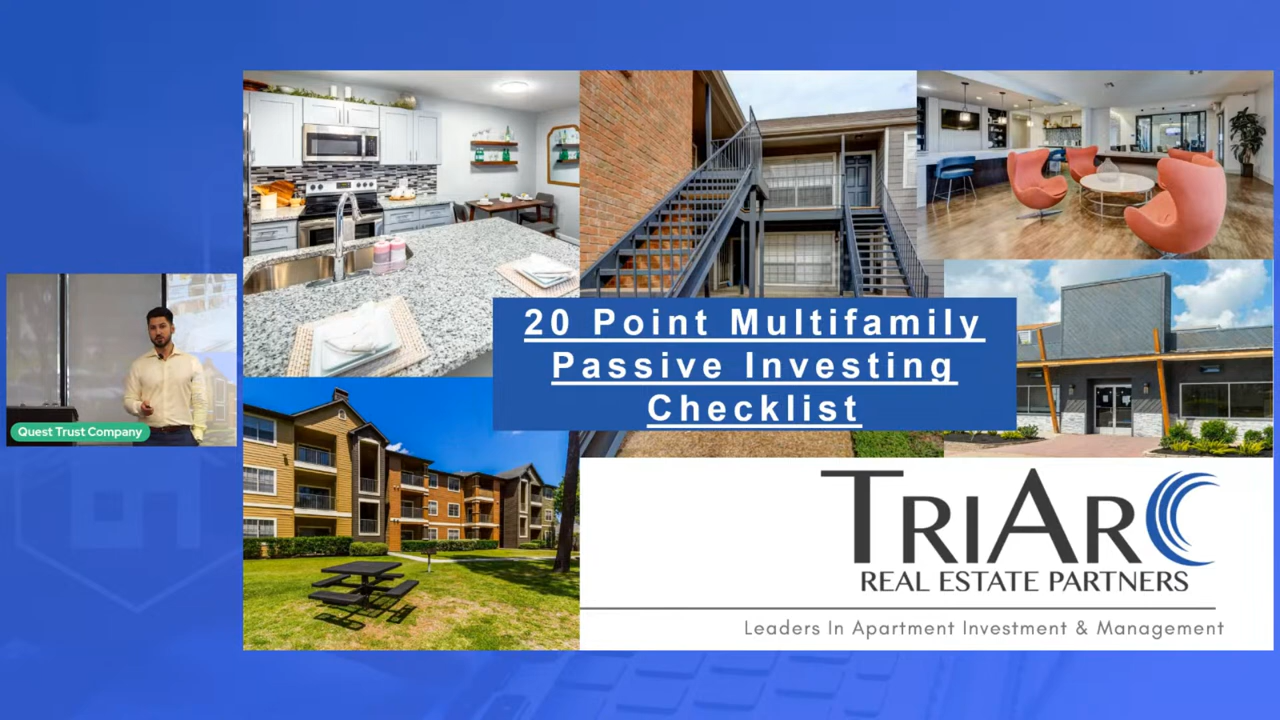 20 Point Multifamily
Passive Investing
Checklist
Quest Trust Company
TRIARC
REAL ESTATE PARTNERS
Leaders In Apartment Investment & Management